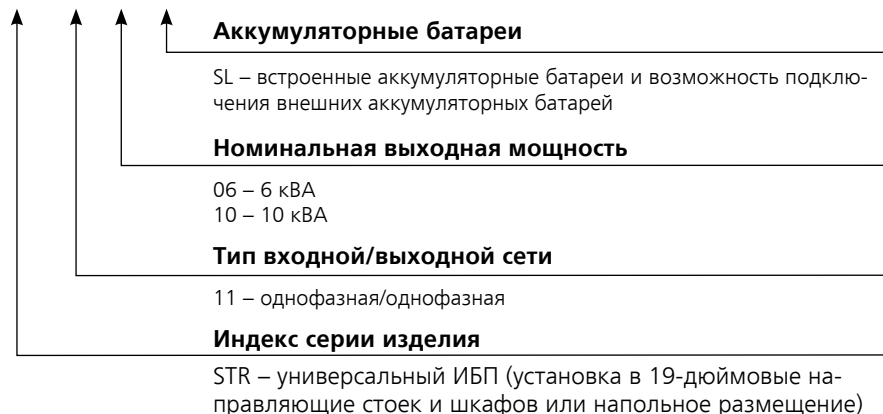 Аккумуляторные батареи
SL – встроенные аккумуляторные батареи и возможность подклю-
чения внешних аккумуляторных батарей
Номинальная выходная мощность
06 – 6 кВА
10 – 10 кВА
Тип входной/выходной сети
11 – однофазная/однофазная
Индекс серии изделия
STR – универсальный ИБП (установка в 19-дюймовые на-
правляющие стоек и шкафов или напольное размещение)